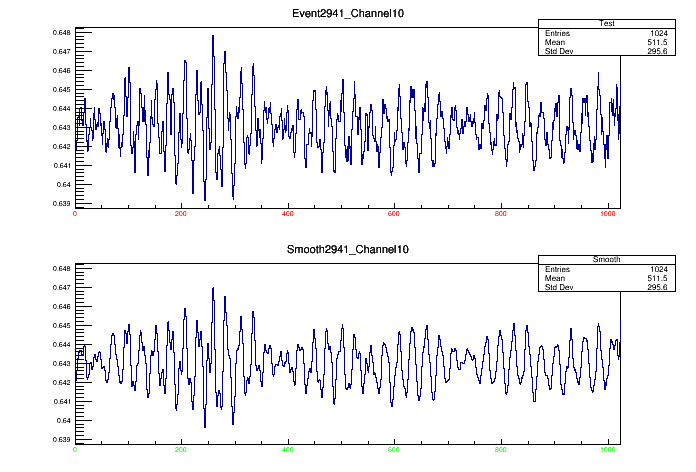 Event2941_Channel10
Test
Entries 1024
Mean 511.5
Std Dev 295.6
0.648
0.647
0.646
0.645
0.644
0.643
0.642
0.641
0.64
0.639
0 200 400 600 800 1000
Smooth2941_Channel10
Smooth
Entries 1024
Mean 511.5
Std Dev 295.6
0.648
0.647
0.646
0.645
0.644
0.643
0.642
0.641
0.64
0.639
0 200 400 600 800 1000